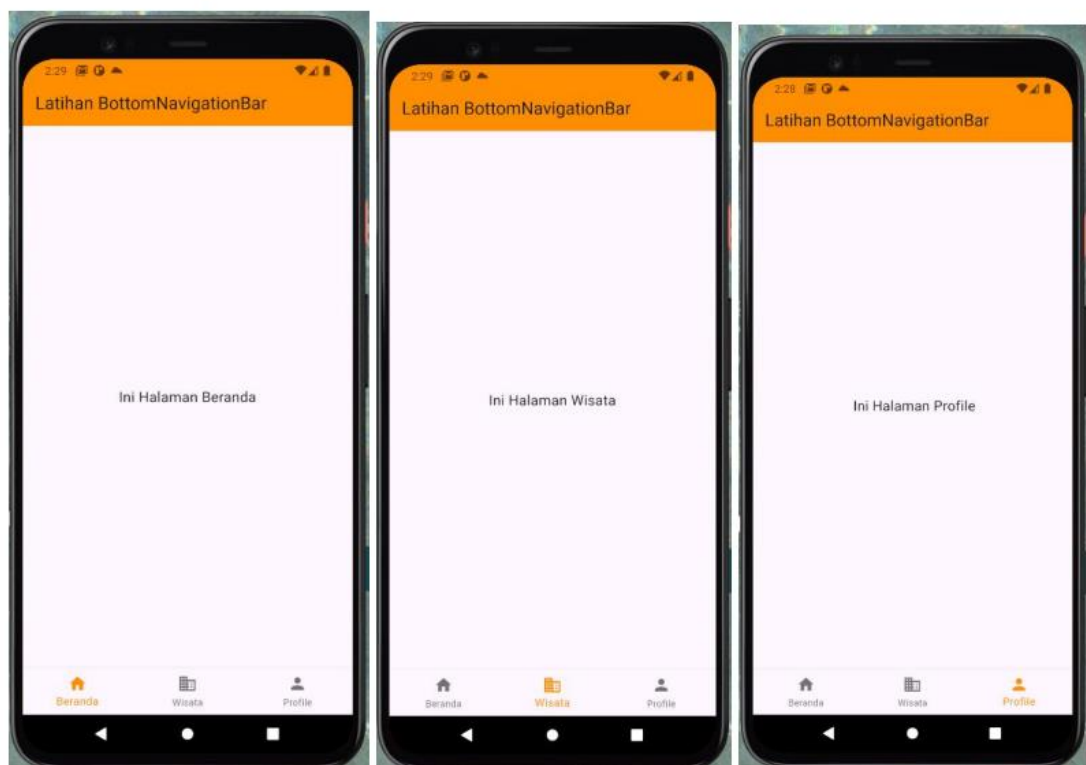 2:29
Latihan BottomNavigationBar
Ini Halaman Beranda
Beranda Wisata Profile
2:29
Latihan BottomNavigationBar
Ini Halaman Wisata
Beranda Wisata Profile
2:28
Latihan BottomNavigationBar
Ini Halaman Profile
Beranda Wisata Profile